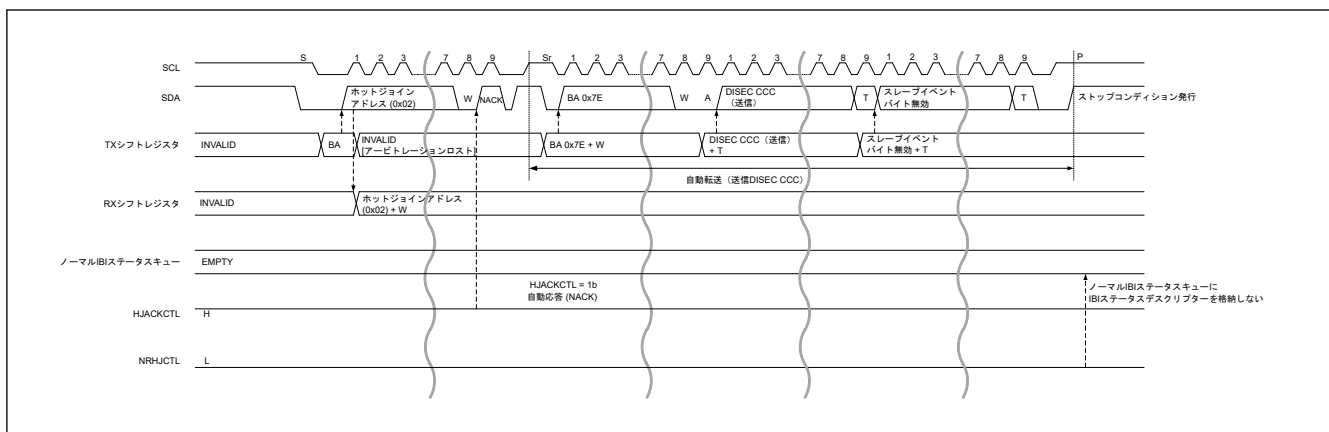 S 1 2 3 7 8 9 Sr 1 2 3 7 8 9 1 2 3 7 8 9 1 2 3 7 8 9 P
SCL
SDA
ホットジョイン
アドレス (0x02)
W
NACK
BA 0x7E
W
A
DISEC CCC
(送信)
T
スレーブイベント
バイト無効
T
ストップコンディション発行
TXシフトレジスタ
INVALID
BA
INVALID
[アービトレーションロスト]
BA 0x7E + W
DISEC CCC(送信)
+ T
スレーブイベント
バイト無効 + T
自動転送(送信DISEC CCC)
RXシフトレジスタ
INVALID
ホットジョインアドレス
(0x02) + W
ノーマルIBIステータスキュー
EMPTY
HJACKCTL = 1b
自動応答 (NACK)
ノーマルIBIステータスキューに
IBIステータスデスクリプターを格納しない
HJACKCTL
H
NRHJCTL
L